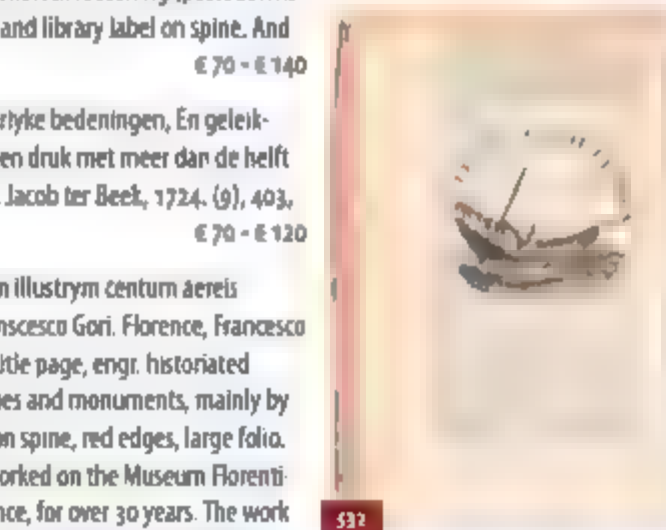 and library label on spine. And
€ 70 - € 140
rlyke bedeningen, En geleik-
en druk met meer dan de helft
Jacob ter Beek, 1724. (9), 403,
€ 70 - € 120
n illustrym centum aereis
nscesco Gori. Florence, Francesco
title page, engr. historiated
es and monuments, mainly by
on spine, red edges, large folio.
orked on the Museum Florenti-
nce, for over 30 years. The work
532